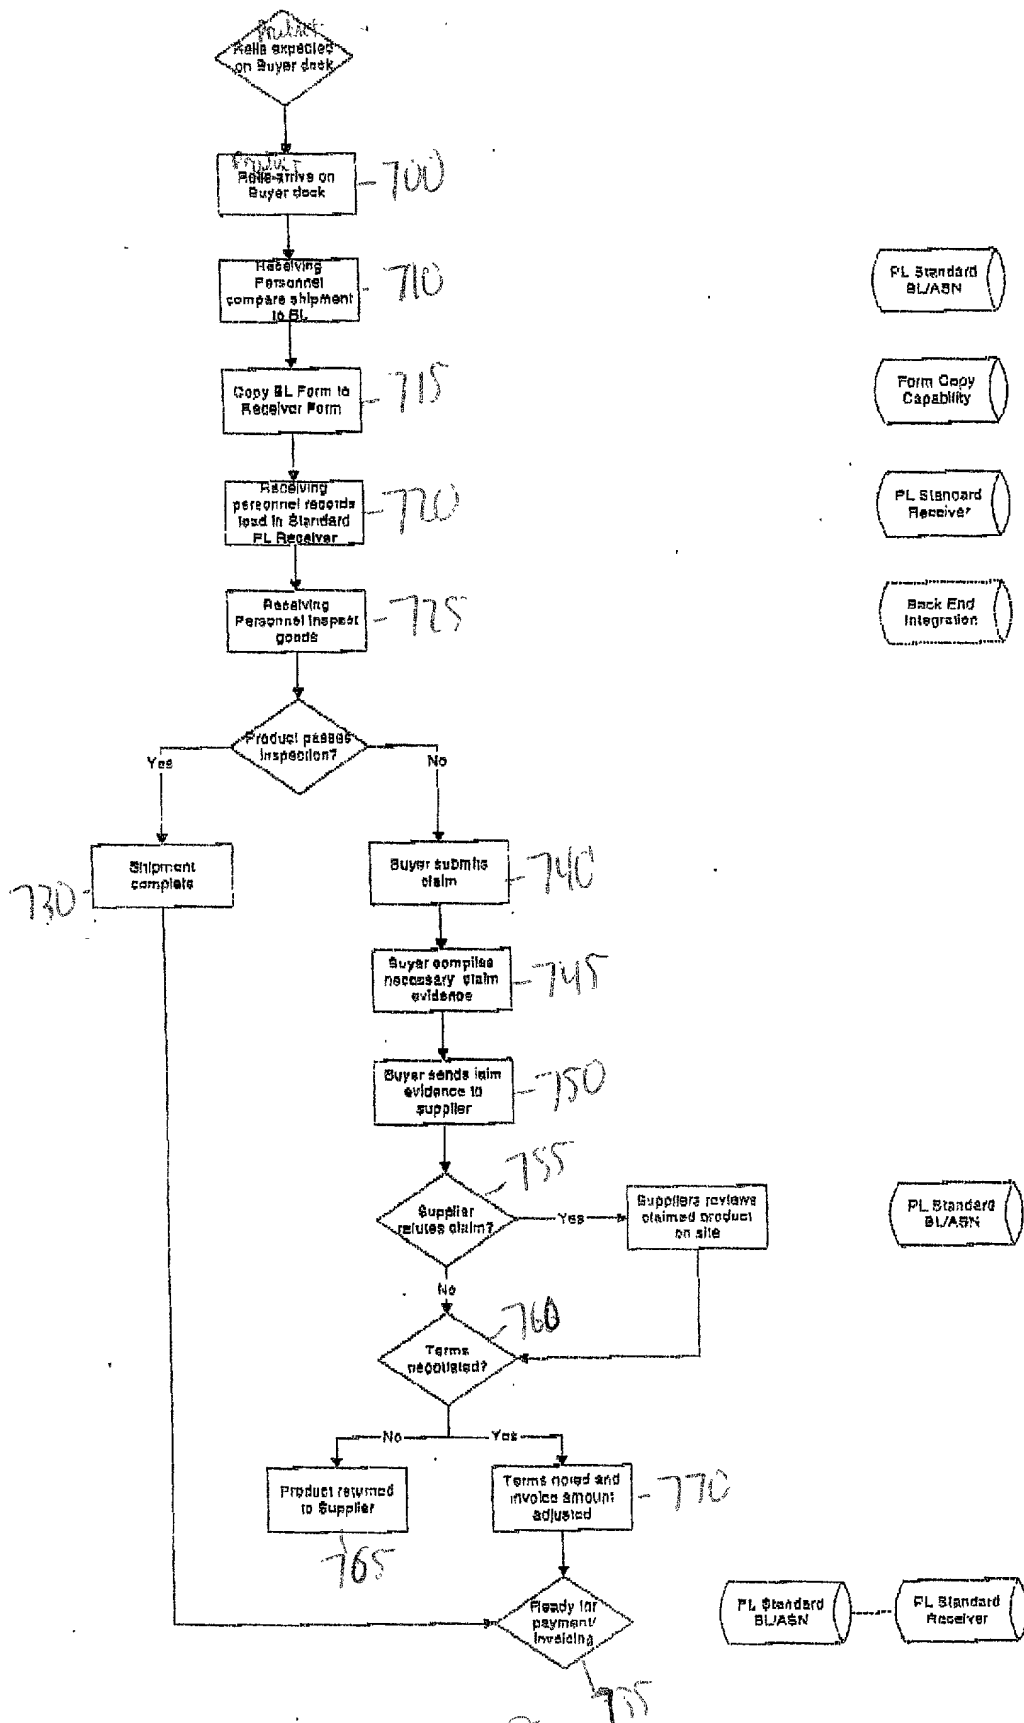 Product
Rolls expected
on Buyer dock
Product
Rolls arrive on
Buyer dock
700
Receiving
Personnel
compare shipment
to BL
710
PL Standard
BL/ASN
Copy BL Form to
Receiver Form
715
Form Copy
Capability
Receiving
personnel records
load in Standard
PL Receiver
720
PL Standard
Receiver
Receiving
Personnel inspect
goods
725
Back End
Integration
Product passes
inspection?
Yes
No
Shipment
complete
730
Buyer submits
claim
740
Buyer compiles
necessary claim
evidence
745
Buyer sends laim
evidence to
supplier
750
755
Supplier
refutes claim?
Yes
Suppliers reviews
claimed product
on site
PL Standard
BL/ASN
No
760
Terms
negotiated?
No
Yes
Product returned
to Supplier
765
Terms noted and
invoice amount
adjusted
770
Ready for
payment/
invoicing
735
PL Standard
BL/ASN
PL Standard
Receiver